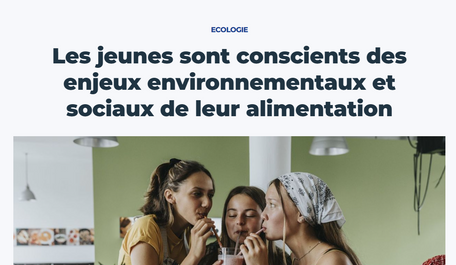 ECOLOGIE
Les jeunes sont conscients des
enjeux environnementaux et
sociaux de leur alimentation